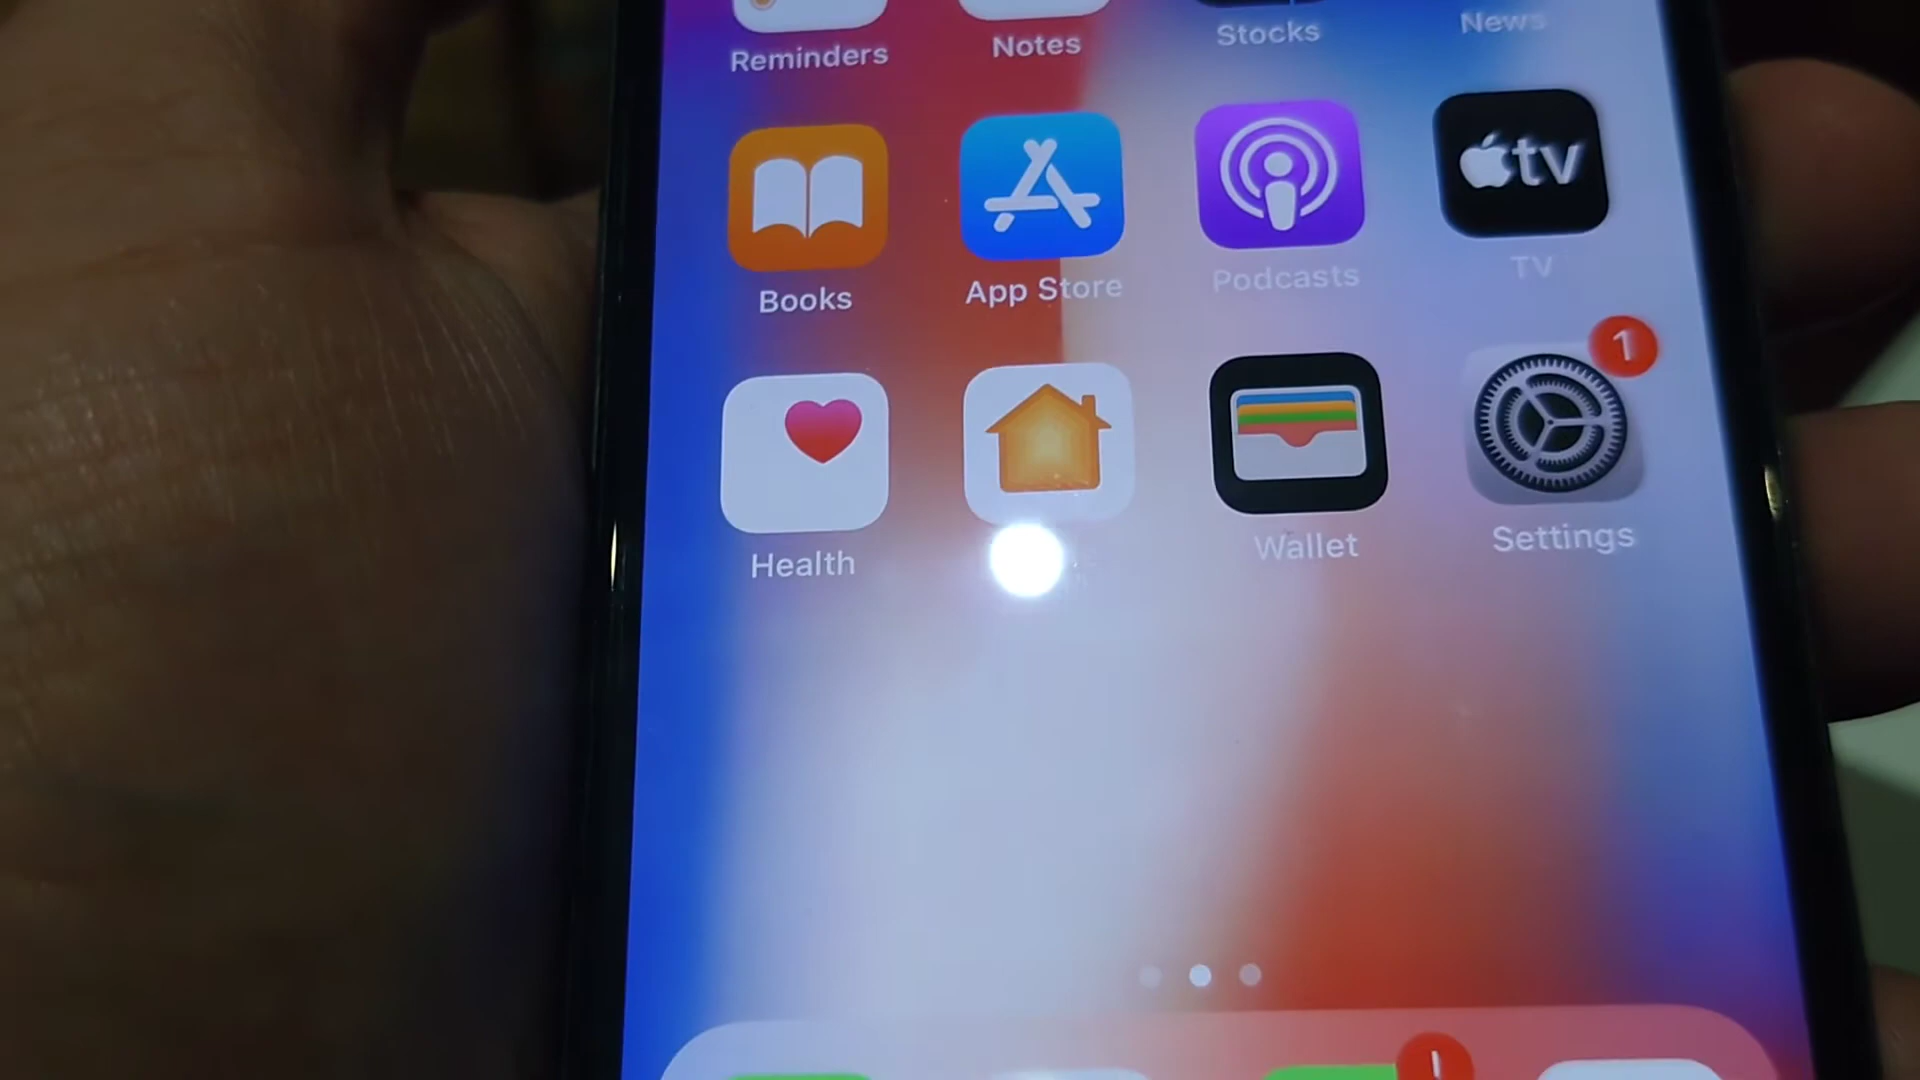 Reminders
Notes
Stocks
News
tv
Books
App Store
Podcasts
TV
1
Health
Wallet
Settings